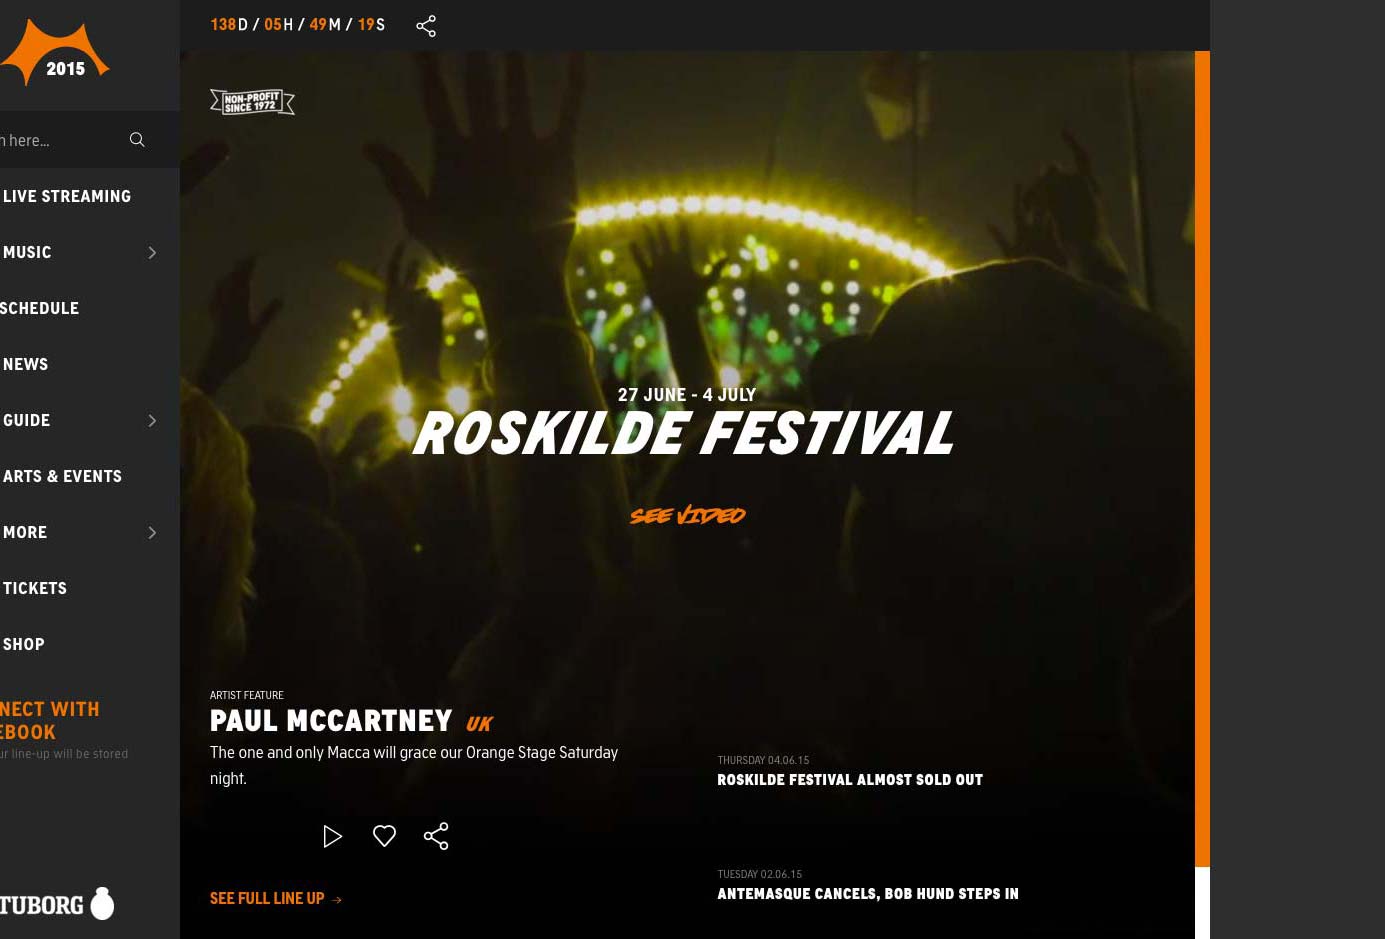 2015
138D / 05H / 49M / 19S
NON-PROFIT
SINCE 1972
here...
LIVE STREAMING
MUSIC
SCHEDULE
NEWS
GUIDE
ARTS & EVENTS
MORE
TICKETS
SHOP
NECT WITH
EBOOK
ur line-up will be stored
TUBORG
27 JUNE - 4 JULY
ROSKILDE FESTIVAL
SEE VIDEO
ARTIST FEATURE
PAUL MCCARTNEY UK
The one and only Macca will grace our Orange Stage Saturday
night.
SEE FULL LINE UP →
THURSDAY 04.06.15
ROSKILDE FESTIVAL ALMOST SOLD OUT
TUESDAY 02.06.15
ANTEMASQUE CANCELS, BOB HUND STEPS IN